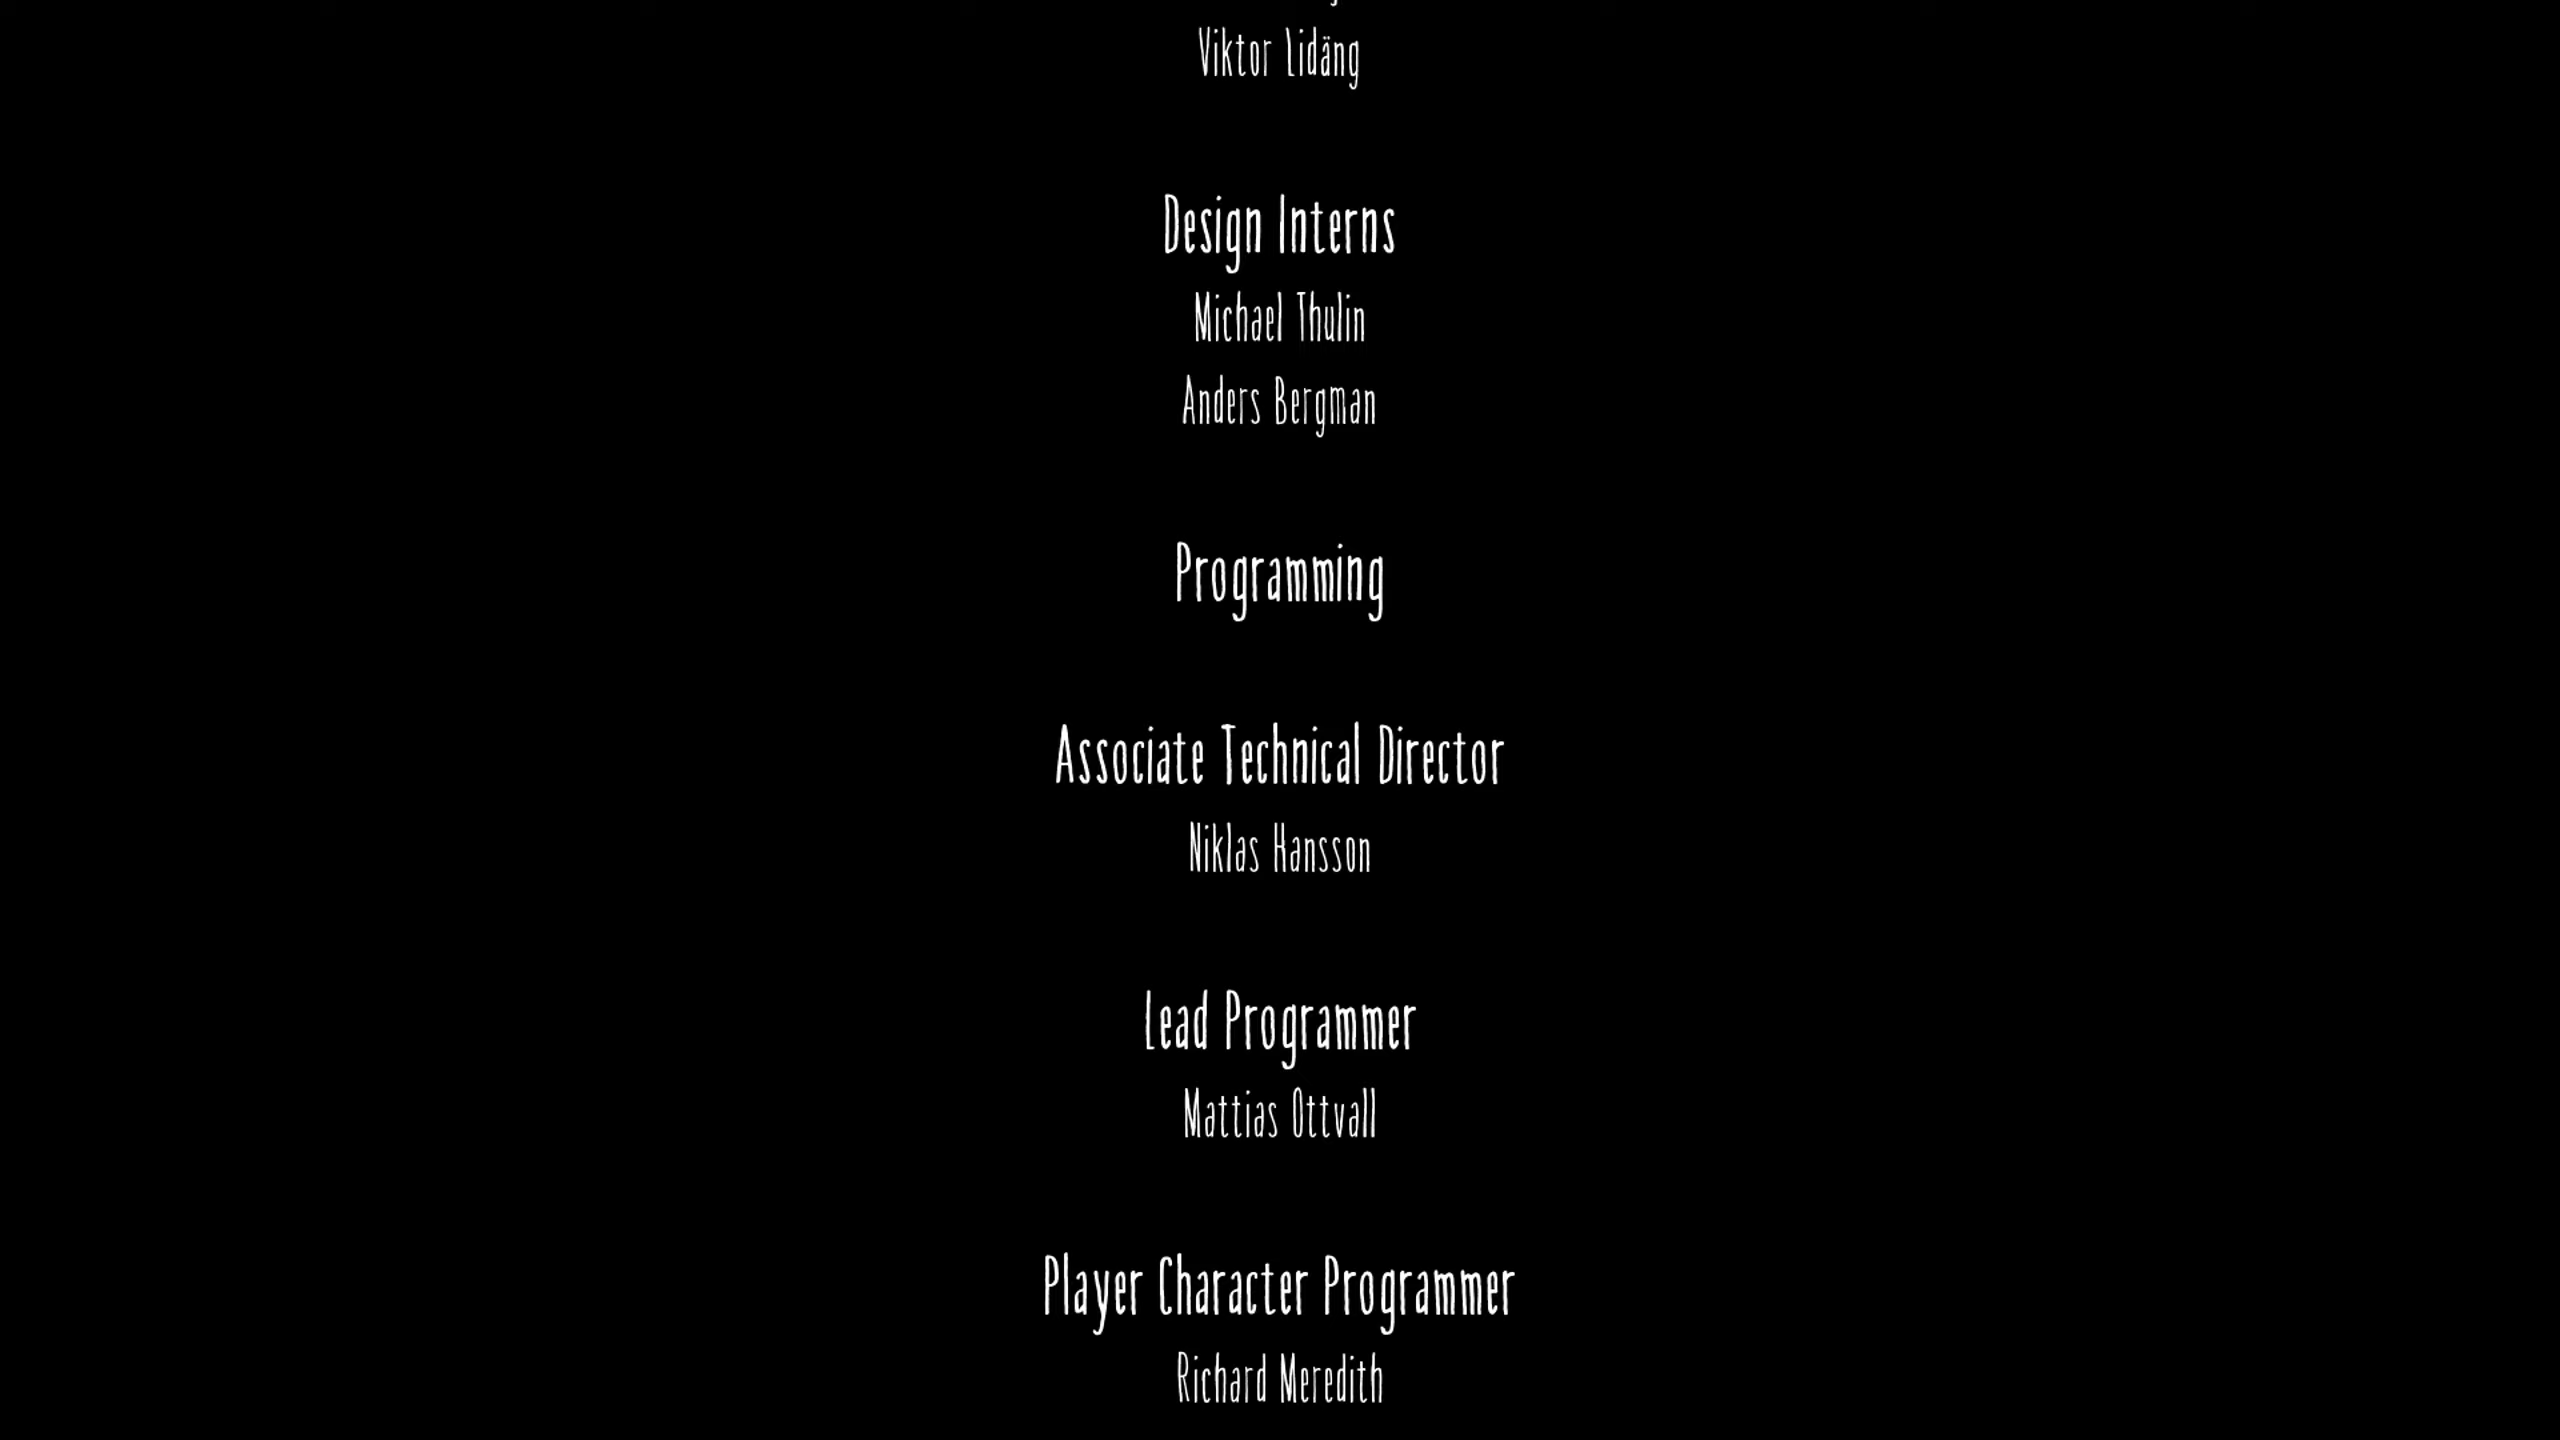 Viktor Lidäng
Design Interns
Michael Thulin
Anders Bergman
Programming
Associate Technical Director
Niklas Hansson
Lead Programmer
Mattias Ottvall
Player Character Programmer
Richard Meredith